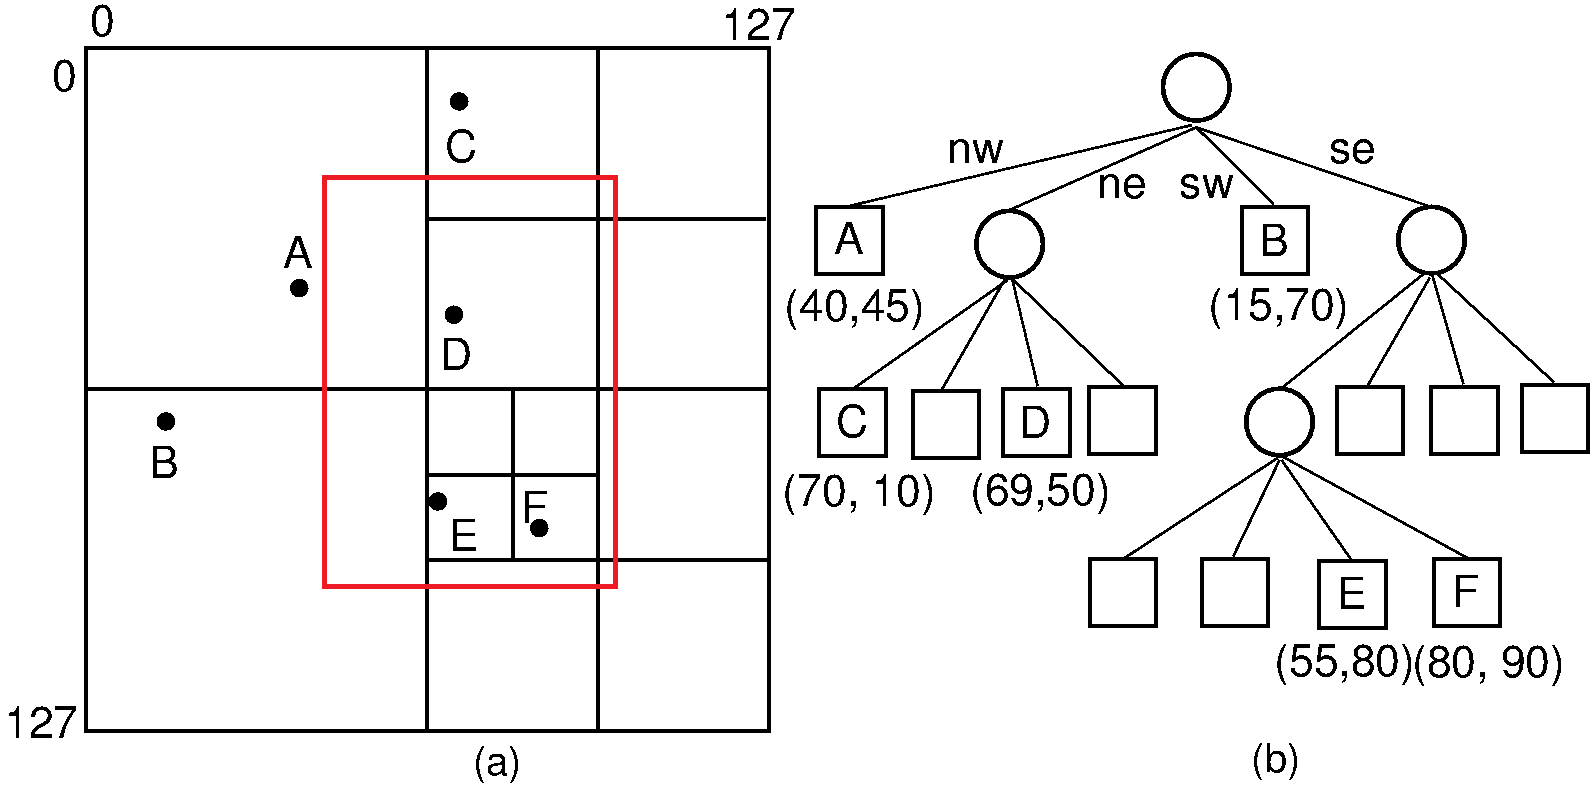 0
127
0
C
A
D
B
F
E
127
(a)
nw
se
ne
sw
A
B
(40,45)
(15,70)
C
D
(70, 10)
(69,50)
E
F
(55,80)
(80, 90)
(b)